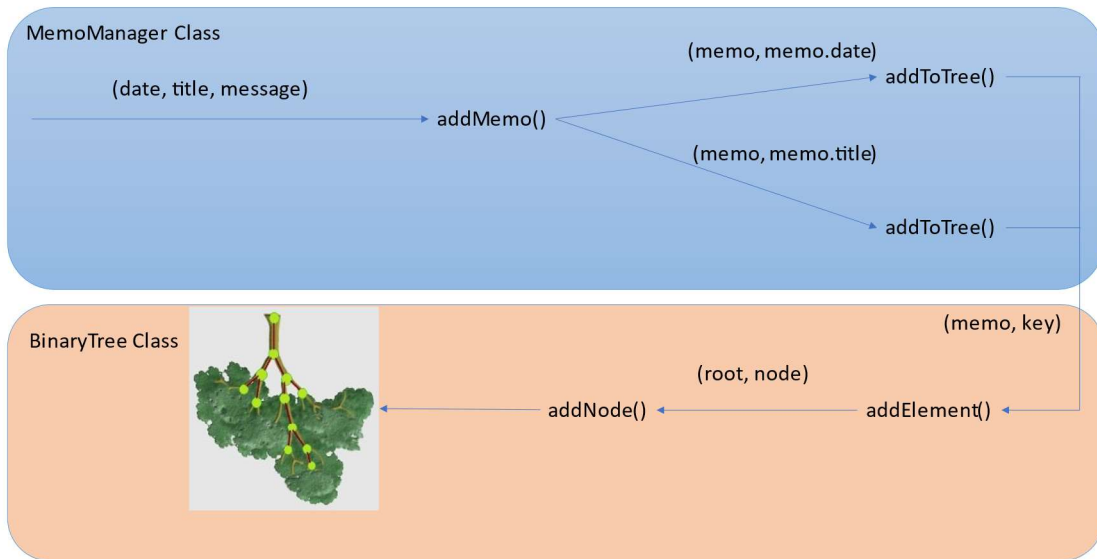 MemoManager Class
(date, title, message)
addMemo()
(memo, memo.date)
addToTree()
(memo, memo.title)
addToTree()
BinaryTree Class
(memo, key)
(root, node)
addNode()
addElement()